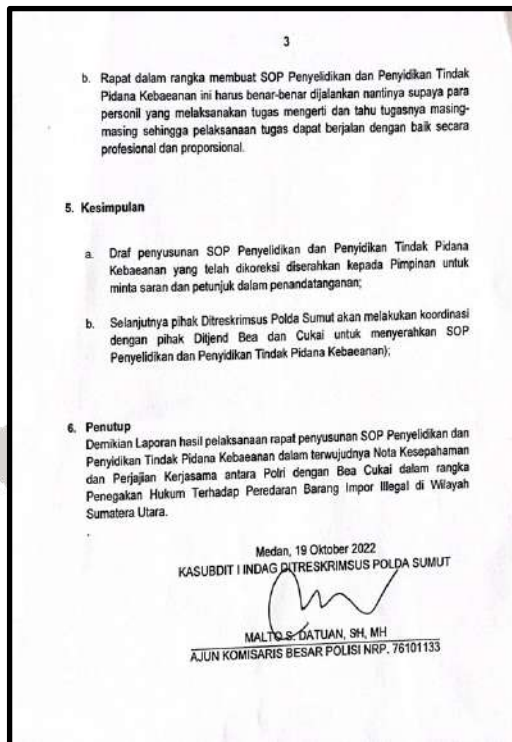 3
b. Rapat dalam rangka membuat SOP Penyelidikan dan Penyidikan Tindak
Pidana Kebaeanan ini harus benar-benar dijalankan nantinya supaya para
personil yang melaksanakan tugas mengerti dan tahu tugasnya masing-
masing sehingga pelaksanaan tugas dapat berjalan dengan baik secara
profesional dan proporsional.
5. Kesimpulan
a. Draf penyusunan SOP Penyelidikan dan Penyidikan Tindak Pidana
Kebaeanan yang telah dikoreksi diserahkan kepada Pimpinan untuk
minta saran dan petunjuk dalam penandatanganan;
b. Selanjutnya pihak Ditreskrimsus Polda Sumut akan melakukan koordinasi
dengan pihak Ditjend Bea dan Cukai untuk menyerahkan SOP
Penyelidikan dan Penyidikan Tindak Pidana Kebaeanan);
6. Penutup
Demikian Laporan hasil pelaksanaan rapat penyusunan SOP Penyelidikan dan
Penyidikan Tindak Pidana Kebaeanan dalam terwujudnya Nota Kesepahaman
dan Perjajian Kerjasama antara Polri dengan Bea Cukai dalam rangka
Penegakan Hukum Terhadap Peredaran Barang Impor Illegal di Wilayah
Sumatera Utara.
Medan, 19 Oktober 2022
KASUBDIT I INDAG DITRESKRIMSUS POLDA SUMUT
MALTO S. DATUAN, SH, MH
AJUN KOMISARIS BESAR POLISI NRP. 76101133